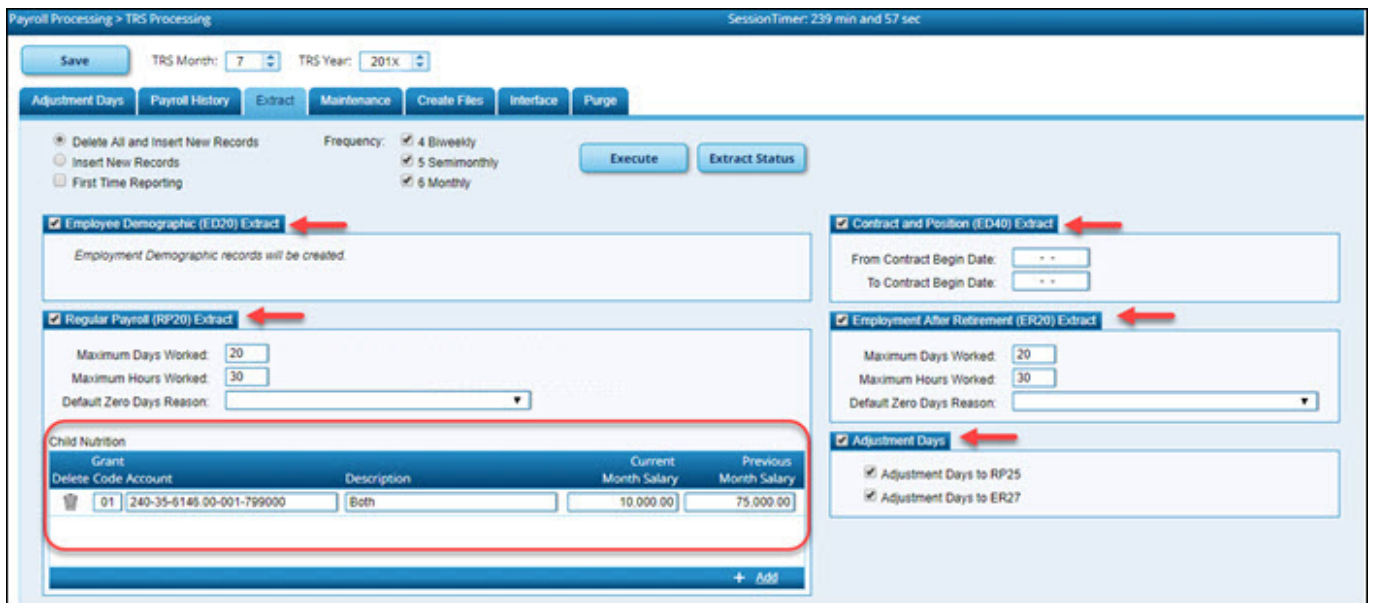 Payroll Processing > TRS Processing SessionTimer: 239 min and 57 sec
Save TRS Month: 7 TRS Year: 201X
Adjustment Days Payroll History Extract Maintenance Create Files Interface Purge
Delete All and Insert New Records Frequency: 4 Biweekly
Insert New Records 5 Semimonthly Execute Extract Status
First Time Reporting 6 Monthly
Employee Demographic (ED20) Extract
Employment Demographic records will be created.
Contract and Position (ED40) Extract
From Contract Begin Date: - -
To Contract Begin Date: - -
Regular Payroll (RP20) Extract
Maximum Days Worked: 20
Maximum Hours Worked: 30
Default Zero Days Reason:
Employment After Retirement (ER20) Extract
Maximum Days Worked: 20
Maximum Hours Worked: 30
Default Zero Days Reason:
Child Nutrition
Grant Current Previous
Delete Code Account Description Month Salary Month Salary
01 240-35-6146.00-001-799000 Both 10,000.00 75,000.00
+ Add
Adjustment Days
Adjustment Days to RP25
Adjustment Days to ER27